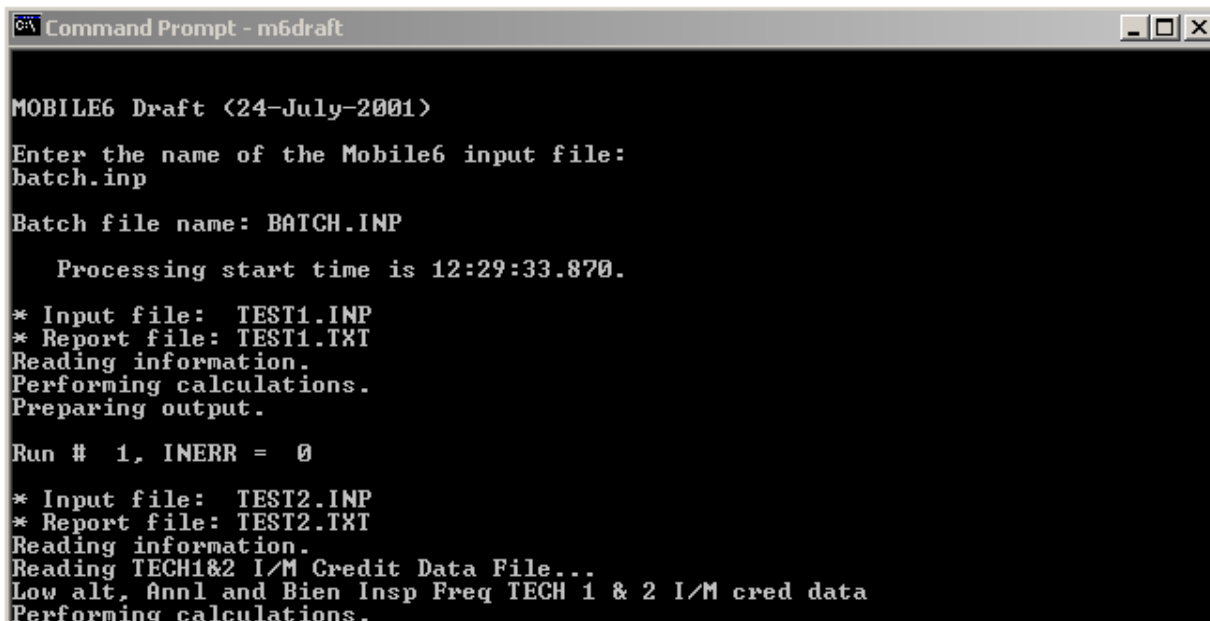 Command Prompt - m6draft
MOBILE6 Draft (24-July-2001)
Enter the name of the Mobile6 input file:
batch.inp
Batch file name: BATCH.INP
Processing start time is 12:29:33.870.
* Input file:  TEST1.INP
* Report file: TEST1.TXT
Reading information.
Performing calculations.
Preparing output.
Run #  1, INERR =  0
* Input file:  TEST2.INP
* Report file: TEST2.TXT
Reading information.
Reading TECH1&2 I/M Credit Data File...
Low alt, Annl and Bien Insp Freq TECH 1 & 2 I/M cred data
Performing calculations.